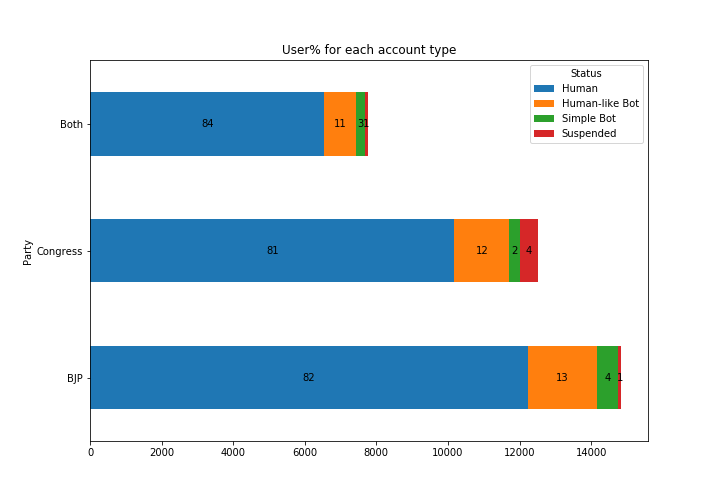 User% for each account type
Status
Human
Human-like Bot
Simple Bot
Suspended
Party
Both
84 11 3 1
Congress
81 12 2 4
BJP
82 13 4 1
0 2000 4000 6000 8000 10000 12000 14000